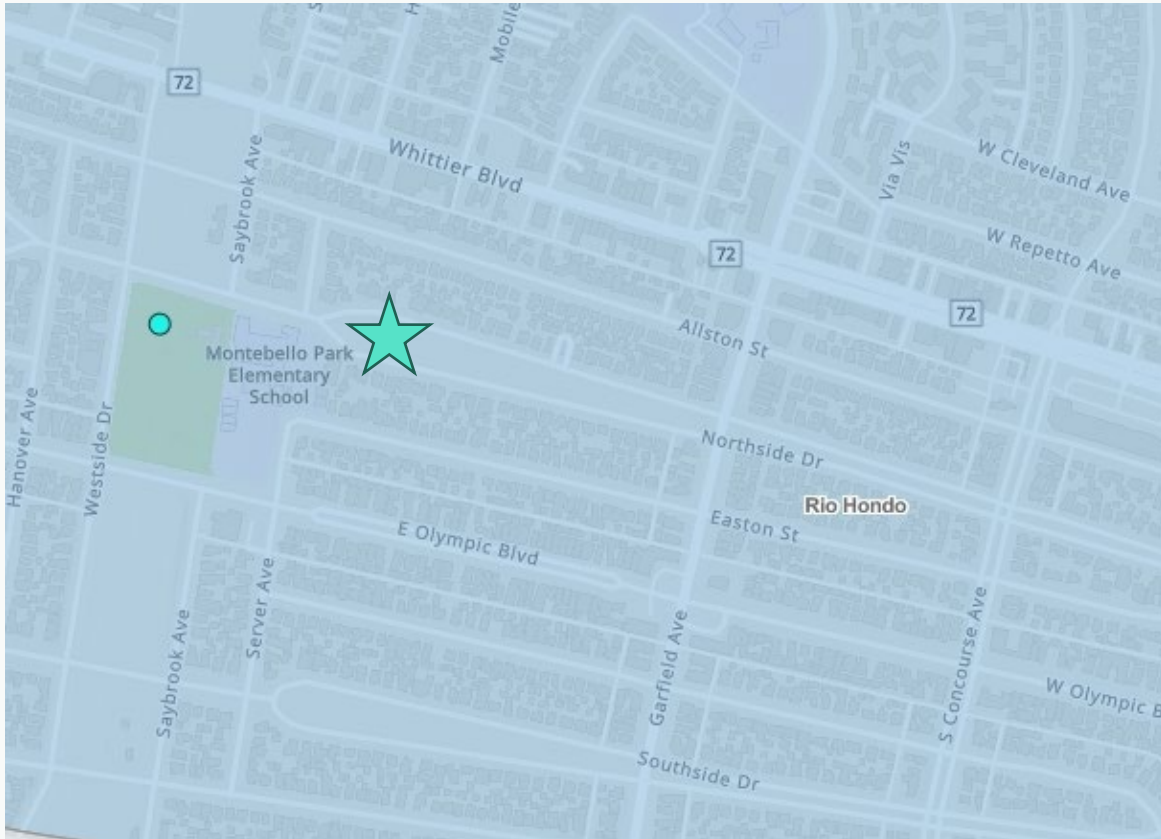 S
H
Mobile
72
Whittier Blvd
Saybrook Ave
Via Vis
W Cleveland Ave
W Repetto Ave
72
72
Allston St
Montebello Park
Elementary
School
Hanover Ave
Westside Dr
Northside Dr
Rio Hondo
Easton St
E Olympic Blvd
Server Ave
Saybrook Ave
Garfield Ave
S Concourse Ave
W Olympic B
Southside Dr